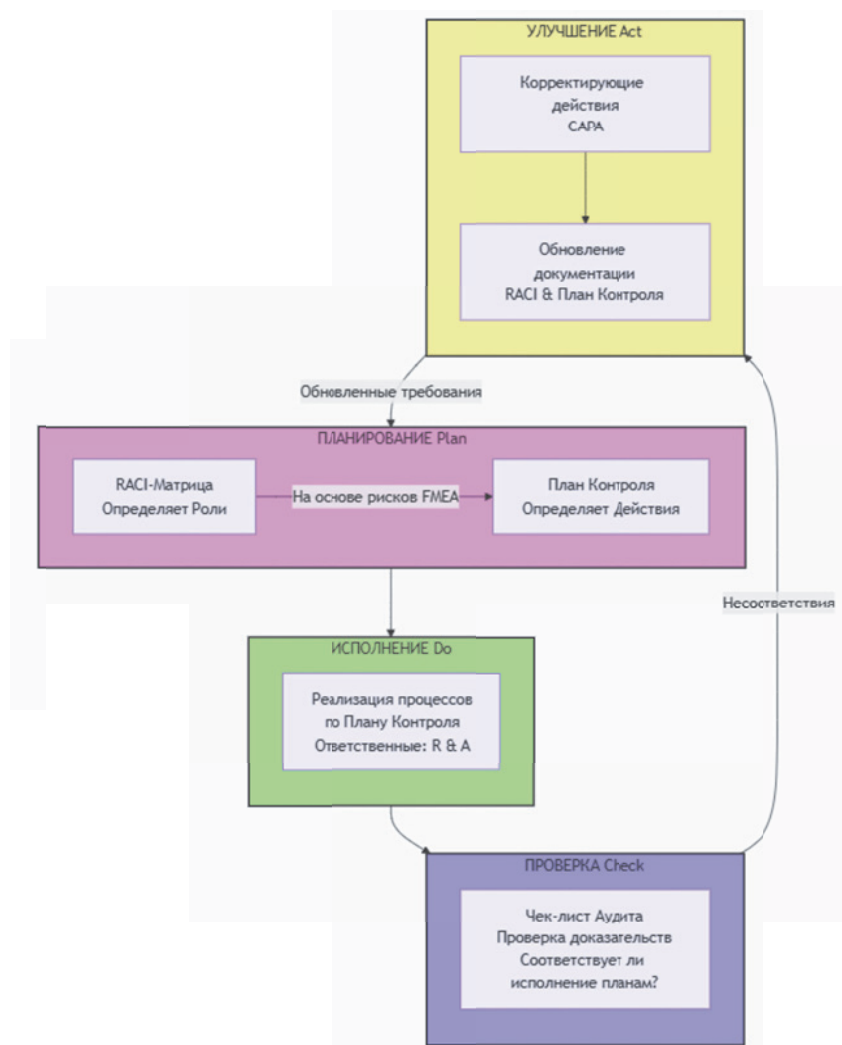 УЛУЧШЕНИЕ Act
Корректирующие
действия
CAPA
Обновление
документации
RACI & План Контроля
Обновленные требования
ПЛАНИРОВАНИЕ Plan
RACI-Матрица
Определяет Роли
На основе рисков FMEA
План Контроля
Определяет Действия
Несоответствия
ИСПОЛНЕНИЕ Do
Реализация процессов
по Плану Контроля
Ответственные: R & A
ПРОВЕРКА Check
Чек-лист Аудита
Проверка доказательств
Соответствует ли
исполнение планам?